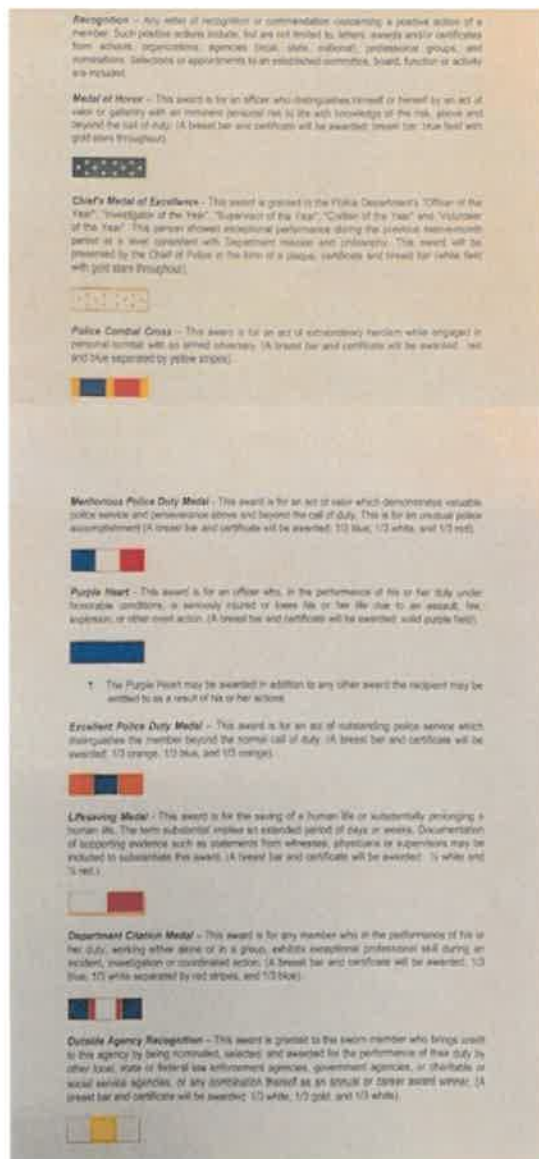 Recognition – Any letter of recognition or commendation concerning a positive action of a
member. Such positive actions include, but are not limited to, letters, awards and/or certificates
from schools, organizations, agencies (local, state, national), professional groups, and
nominations. Selections or appointments to an established committee, board, function or activity
are included.
Medal of Honor – This award is for an officer who distinguishes himself or herself by an act of
valor or gallantry with an imminent personal risk to life with knowledge of the risk, above and
beyond the call of duty. (A breast bar and certificate will be awarded: breast bar: blue field with
gold stars throughout).
Chief's Medal of Excellence - This award is granted to the Police Department's "Officer of the
Year", "Investigator of the Year", "Supervisor of the Year", "Civilian of the Year" and "Volunteer
of the Year". This person showed exceptional performance during the previous twelve-month
period at a level consistent with Department mission and philosophy. This award will be
presented by the Chief of Police in the form of a plaque, certificate and breast bar (white field
with gold stars throughout).
Police Combat Cross – This award is for an act of extraordinary heroism while engaged in
personal combat with an armed adversary. (A breast bar and certificate will be awarded: red
and blue separated by yellow stripes).
Meritorious Police Duty Medal - This award is for an act of valor which demonstrates valuable
police service and perseverance above and beyond the call of duty. This is for an unusual police
accomplishment (A breast bar and certificate will be awarded: 1/3 blue, 1/3 white, and 1/3 red).
Purple Heart - This award is for an officer who, in the performance of his or her duty under
honorable conditions, is seriously injured or loses his or her life due to an assault, fire,
explosion, or other overt action. (A breast bar and certificate will be awarded: solid purple field).
The Purple Heart may be awarded in addition to any other award the recipient may be
entitled to as a result of his or her actions.
Excellent Police Duty Medal – This award is for an act of outstanding police service which
distinguishes the member beyond the normal call of duty. (A breast bar and certificate will be
awarded: 1/3 orange, 1/3 blue, and 1/3 orange).
Lifesaving Medal - This award is for the saving of a human life or substantially prolonging a
human life. The term substantial implies an extended period of days or weeks. Documentation
of supporting evidence such as statements from witnesses, physicians or supervisors may be
included to substantiate this award. (A breast bar and certificate will be awarded: ½ white and
½ red.)
Department Citation Medal – This award is for any member who in the performance of his or
her duty, working either alone or in a group, exhibits exceptional professional skill during an
incident, investigation or coordinated action. (A breast bar and certificate will be awarded, 1/3
blue, 1/3 white separated by red stripes, and 1/3 blue).
Outside Agency Recognition – This award is granted to the sworn member who brings credit
to this agency by being nominated, selected, and awarded for the performance of their duty by
other local, state or federal law enforcement agencies, government agencies, or charitable or
social service agencies, or any combination thereof as an annual or career award winner. (A
breast bar and certificate will be awarded: 1/3 white, 1/3 gold, and 1/3 white).